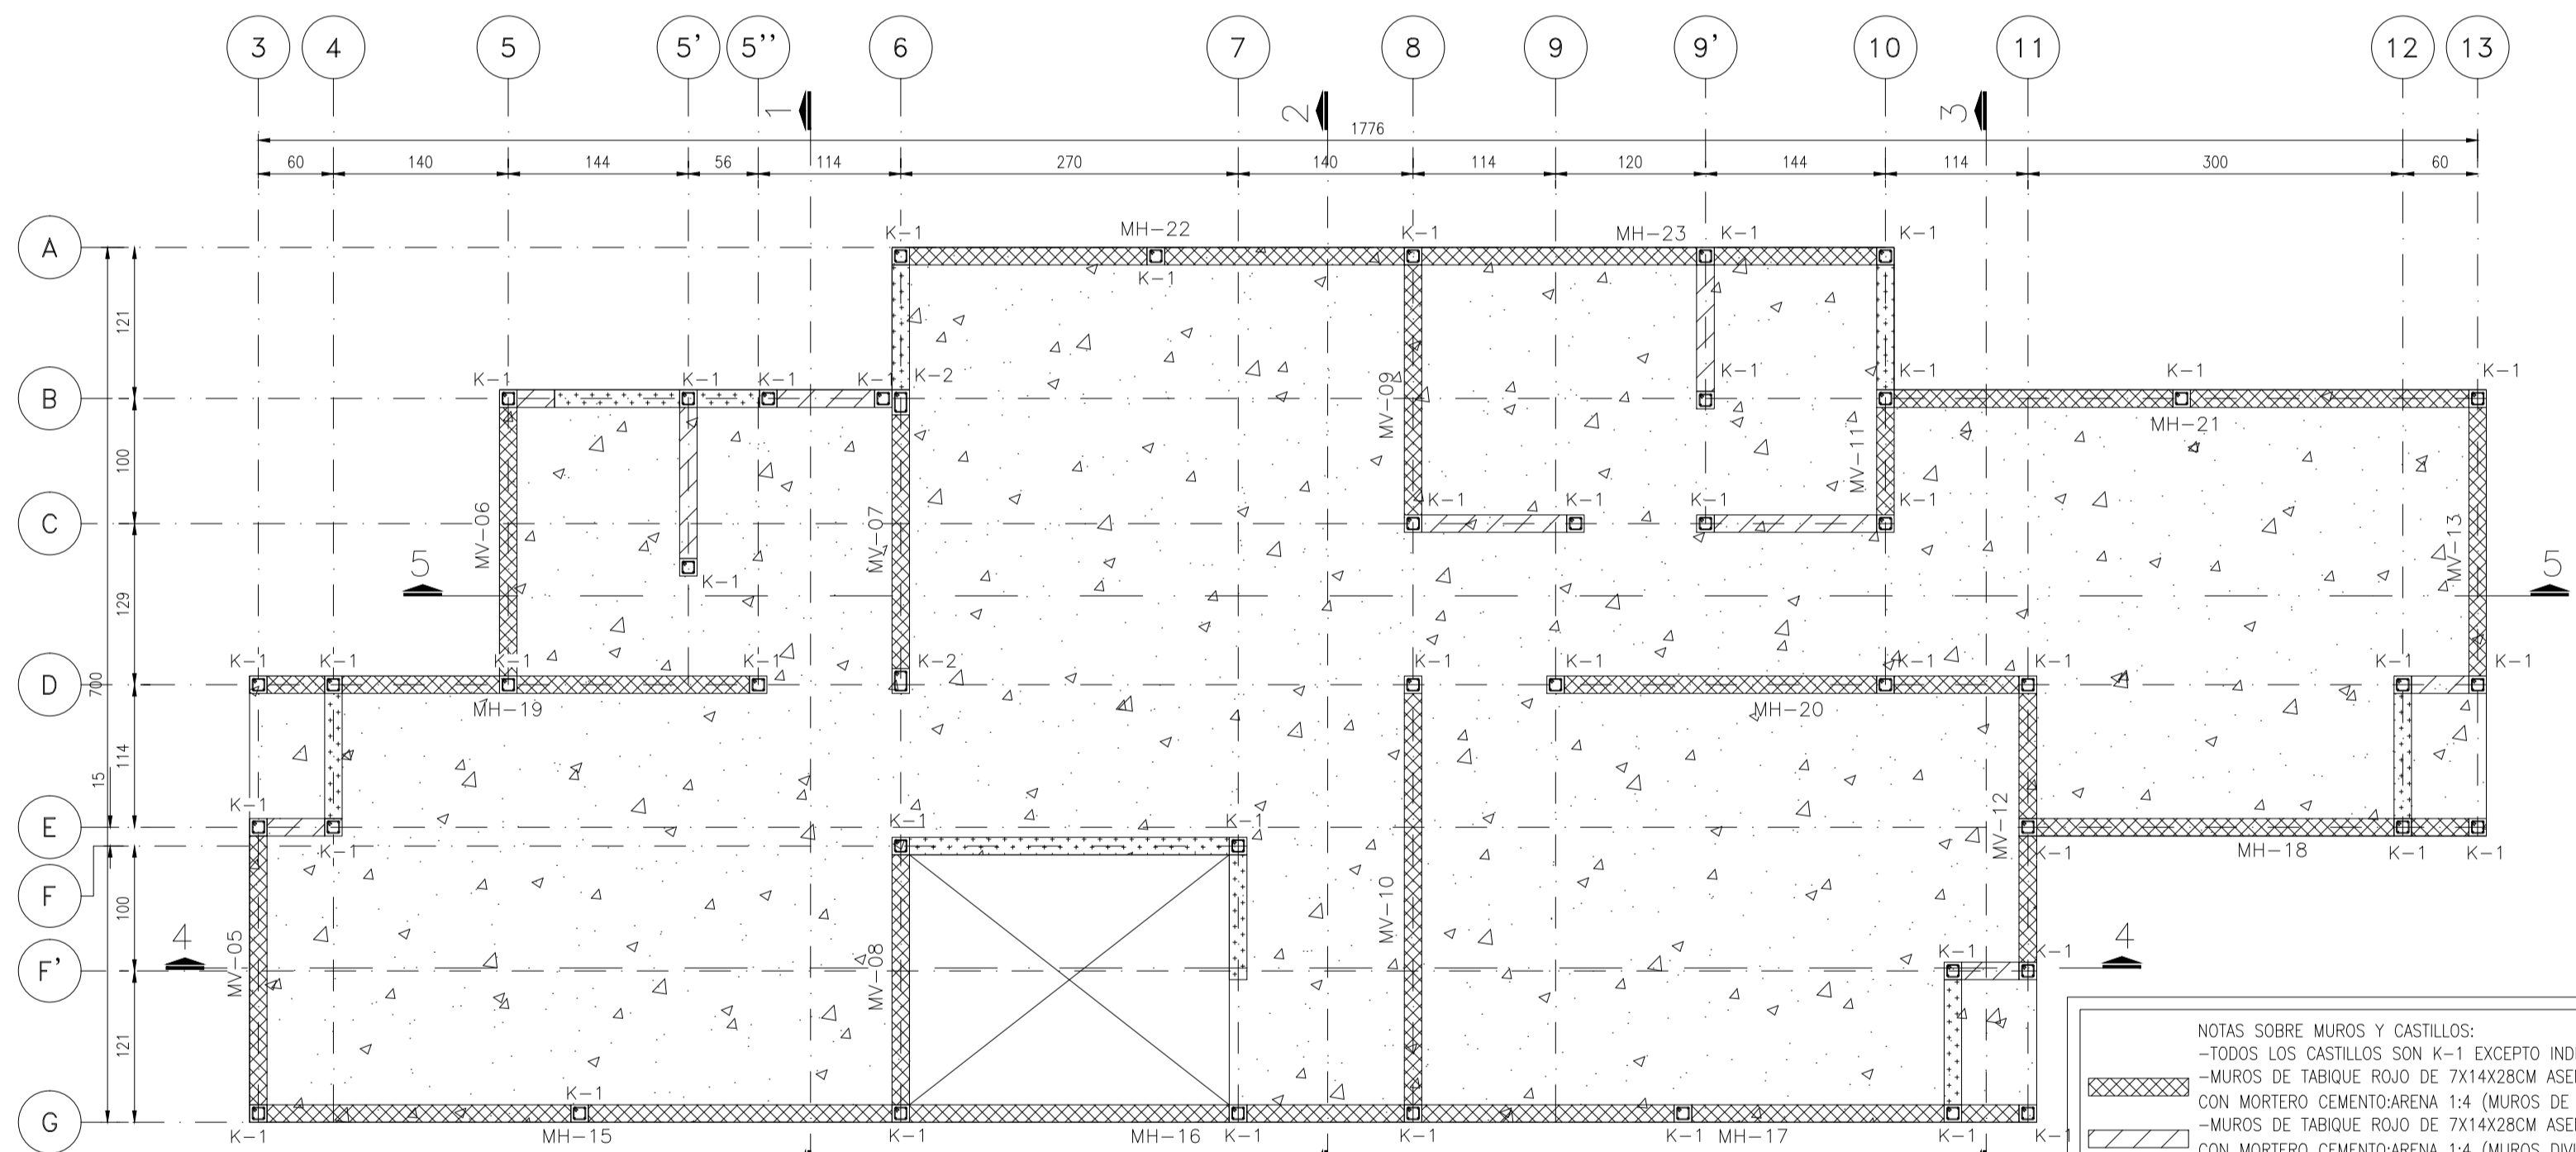 3 4 5 5' 5'' 6 7 8 9 9' 10 11 12 13
1 2 3
1776
60 140 144 56 114 270 140 114 120 144 114 300 60
MH-22 MH-23
A K-1 K-1 K-1 K-1
K-1
121
B K-1 K-1 K-1 K-1 K-2 K-1 K-1 K-1 K-1
MV-09
MH-21
100
MV-11
C K-1 K-1 K-1 K-1
MV-06 MV-07 MV-13
5 K-1 5
129
D K-1 K-1 K-1 K-1 K-2 K-1 K-1 K-1 K-1 K-1 K-1
700
MH-19 MH-20
114
15
E K-1 K-1 K-1
MV-12
K-1 K-1 K-1 K-1
MH-18
F
100
MV-10
4 MV-05 MV-08 K-1 K-1 4
F'
121
NOTAS SOBRE MUROS Y CASTILLOS:
-TODOS LOS CASTILLOS SON K-1 EXCEPTO
-MUROS DE TABIQUE ROJO DE 7X14X28CM
CON MORTERO CEMENTO:ARENA 1:4 (MUROS DE
-MUROS DE TABIQUE ROJO DE 7X14X28CM
CON MORTERO CEMENTO:ARENA 1:4 (MUROS
K-1
G K-1 MH-15 K-1 MH-16 K-1 K-1 K-1 MH-17 K-1 K-1